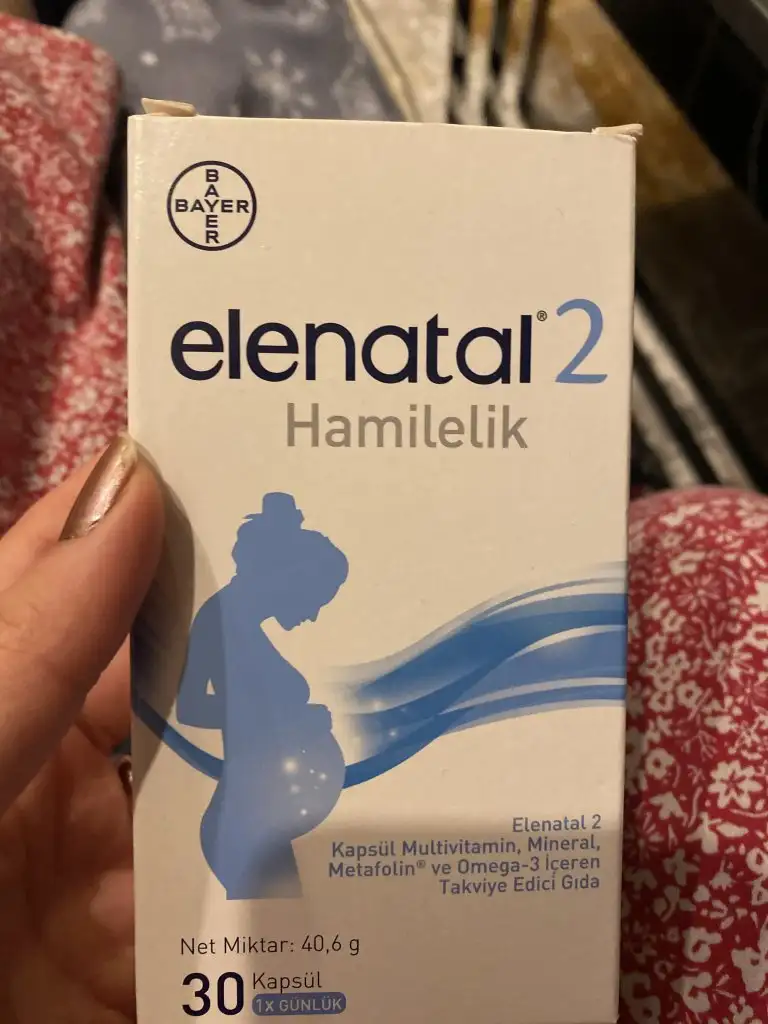 BAYER
BAYER
elenatal® 2
Hamilelik
Elenatal 2
Kapsül Multivitamin, Mineral,
Metafolin® ve Omega-3 İçeren
Takviye Edici Gıda
Net Miktar: 40,6 g
30 Kapsül
1x GÜNLÜK